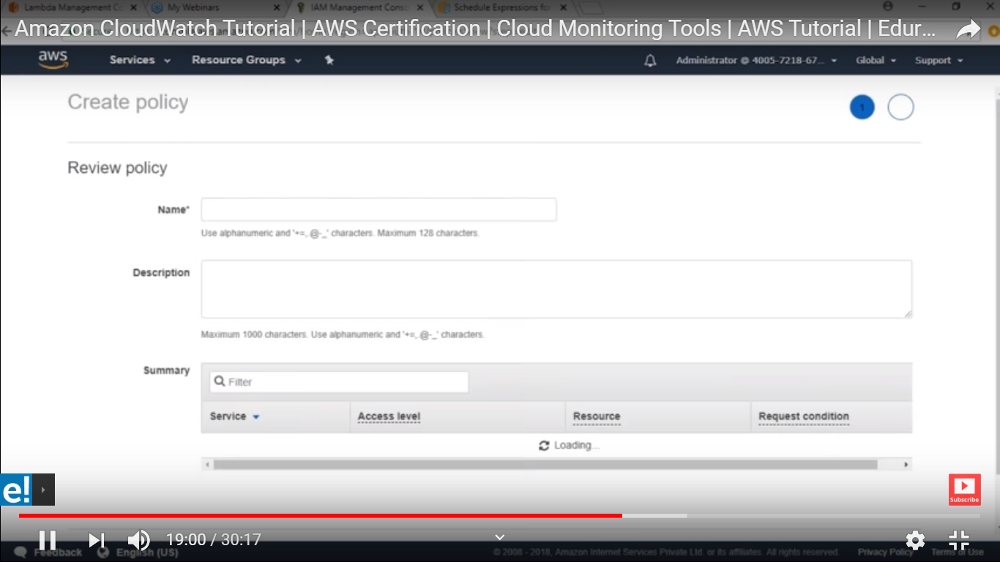 Lambda Management Co
My Webinars
IAM Management Conso
Schedule Expressions for
Amazon CloudWatch Tutorial | AWS Certification | Cloud Monitoring Tools | AWS Tutorial | Edur...
aws
Services
Resource Groups
Administrator @ 4005-7218-67...
Global
Support
Create policy
1
Review policy
Name*
Use alphanumeric and '+=,.@-_' characters. Maximum 128 characters.
Description
Maximum 1000 characters. Use alphanumeric and '+=,.@-_' characters.
Summary
Filter
Service
Access level
Resource
Request condition
Loading...
e!
Subscribe
19:00 / 30:17
Feedback
English (US)
© 2008 - 2018, Amazon Internet Services Private Ltd. or its affiliates. All rights reserved.
Privacy Policy
Terms of Use